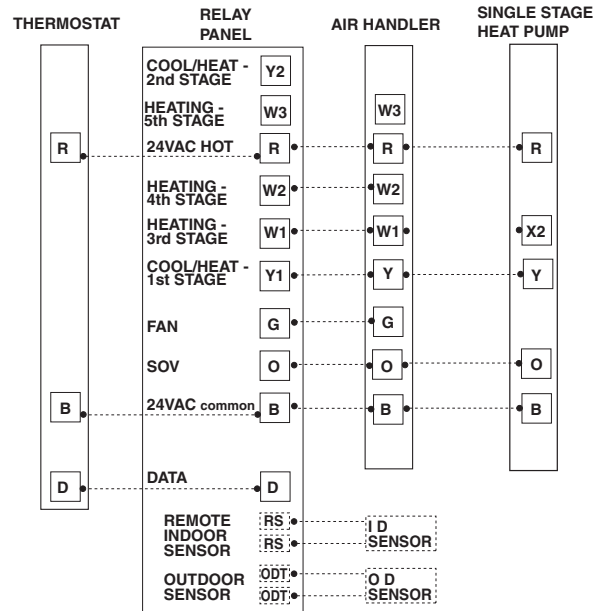 THERMOSTAT
RELAY PANEL
AIR HANDLER
SINGLE STAGE
HEAT PUMP
COOL/HEAT -
2nd STAGE
Y2
HEATING -
5th STAGE
W3
W3
R
24VAC HOT
R
R
R
HEATING -
4th STAGE
W2
W2
HEATING -
3rd STAGE
W1
W1
X2
COOL/HEAT -
1st STAGE
Y1
Y
Y
FAN
G
G
SOV
O
O
O
B
24VAC common
B
B
B
D
DATA
D
REMOTE
INDOOR
SENSOR
RS
RS
I D
SENSOR
OUTDOOR
SENSOR
ODT
ODT
O D
SENSOR